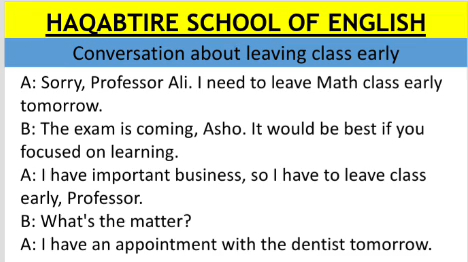 HAQABTIRE SCHOOL OF ENGLISH
Conversation about leaving class early
A: Sorry, Professor Ali. I need to leave Math class early
tomorrow.
B: The exam is coming, Asho. It would be best if you
focused on learning.
A: I have important business, so I have to leave class
early, Professor.
B: What's the matter?
A: I have an appointment with the dentist tomorrow.